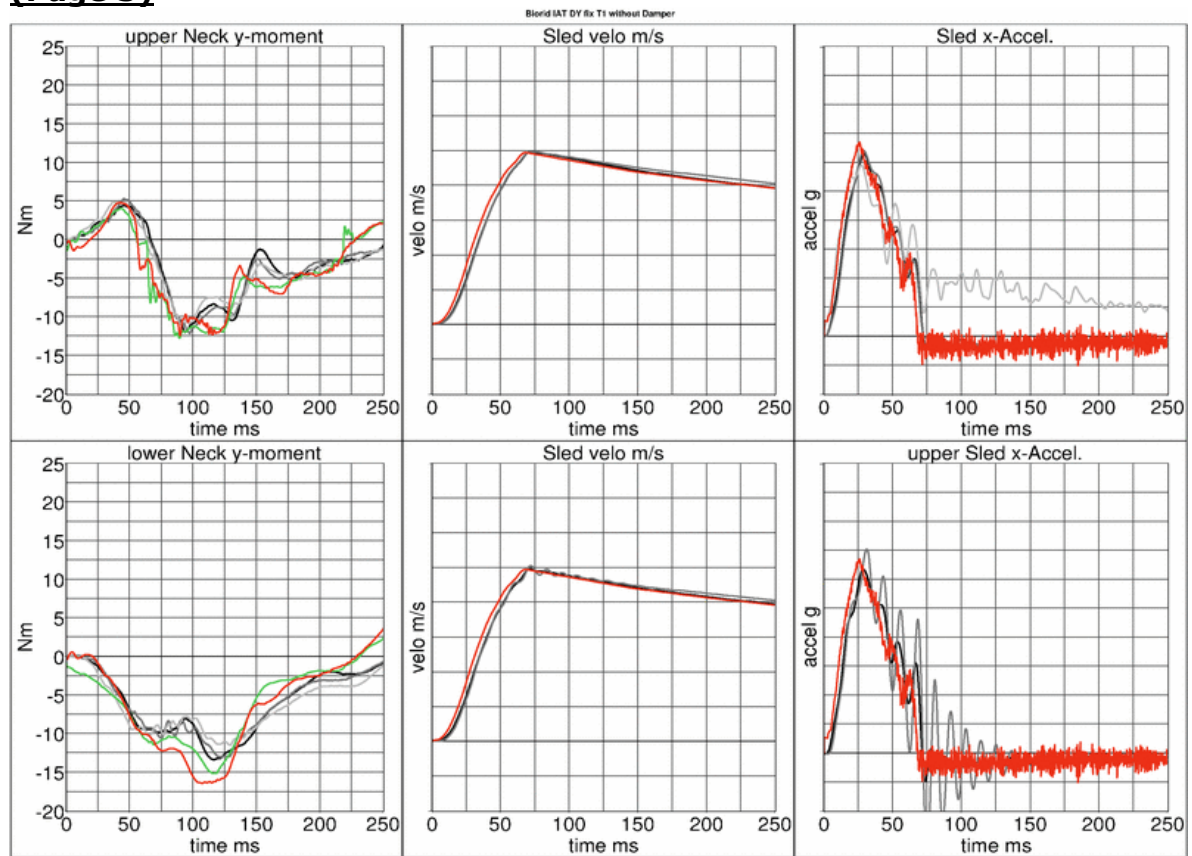 Biorid IAT DY fix T1 without Damper
upper Neck y-moment
25
20
15
10
5
0
-5
-10
-15
-20
Nm
0 50 100 150 200 250
time ms
Sled velo m/s
velo m/s
0 50 100 150 200 250
time ms
Sled x-Accel.
accel g
0 50 100 150 200 250
time ms
lower Neck y-moment
25
20
15
10
5
0
-5
-10
-15
-20
Nm
0 50 100 150 200 250
time ms
Sled velo m/s
velo m/s
0 50 100 150 200 250
time ms
upper Sled x-Accel.
accel g
0 50 100 150 200 250
time ms